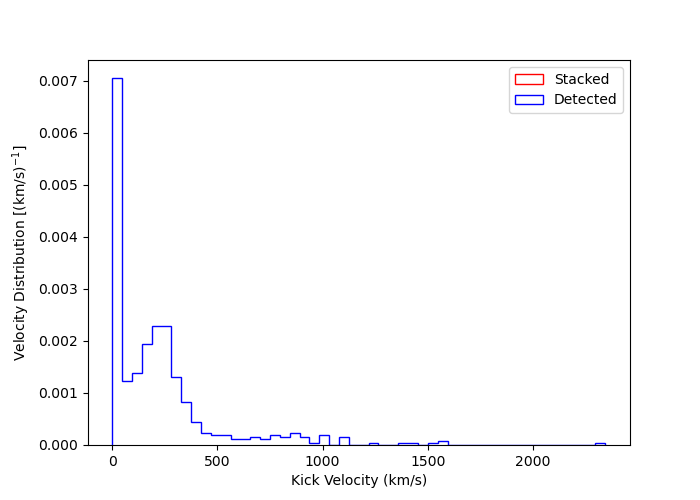 Stacked
Detected
0.007
0.006
0.005
0.004
0.003
0.002
0.001
0.000
Velocity Distribution [(km/s)$^{-1}$]
0 500 1000 1500 2000
Kick Velocity (km/s)